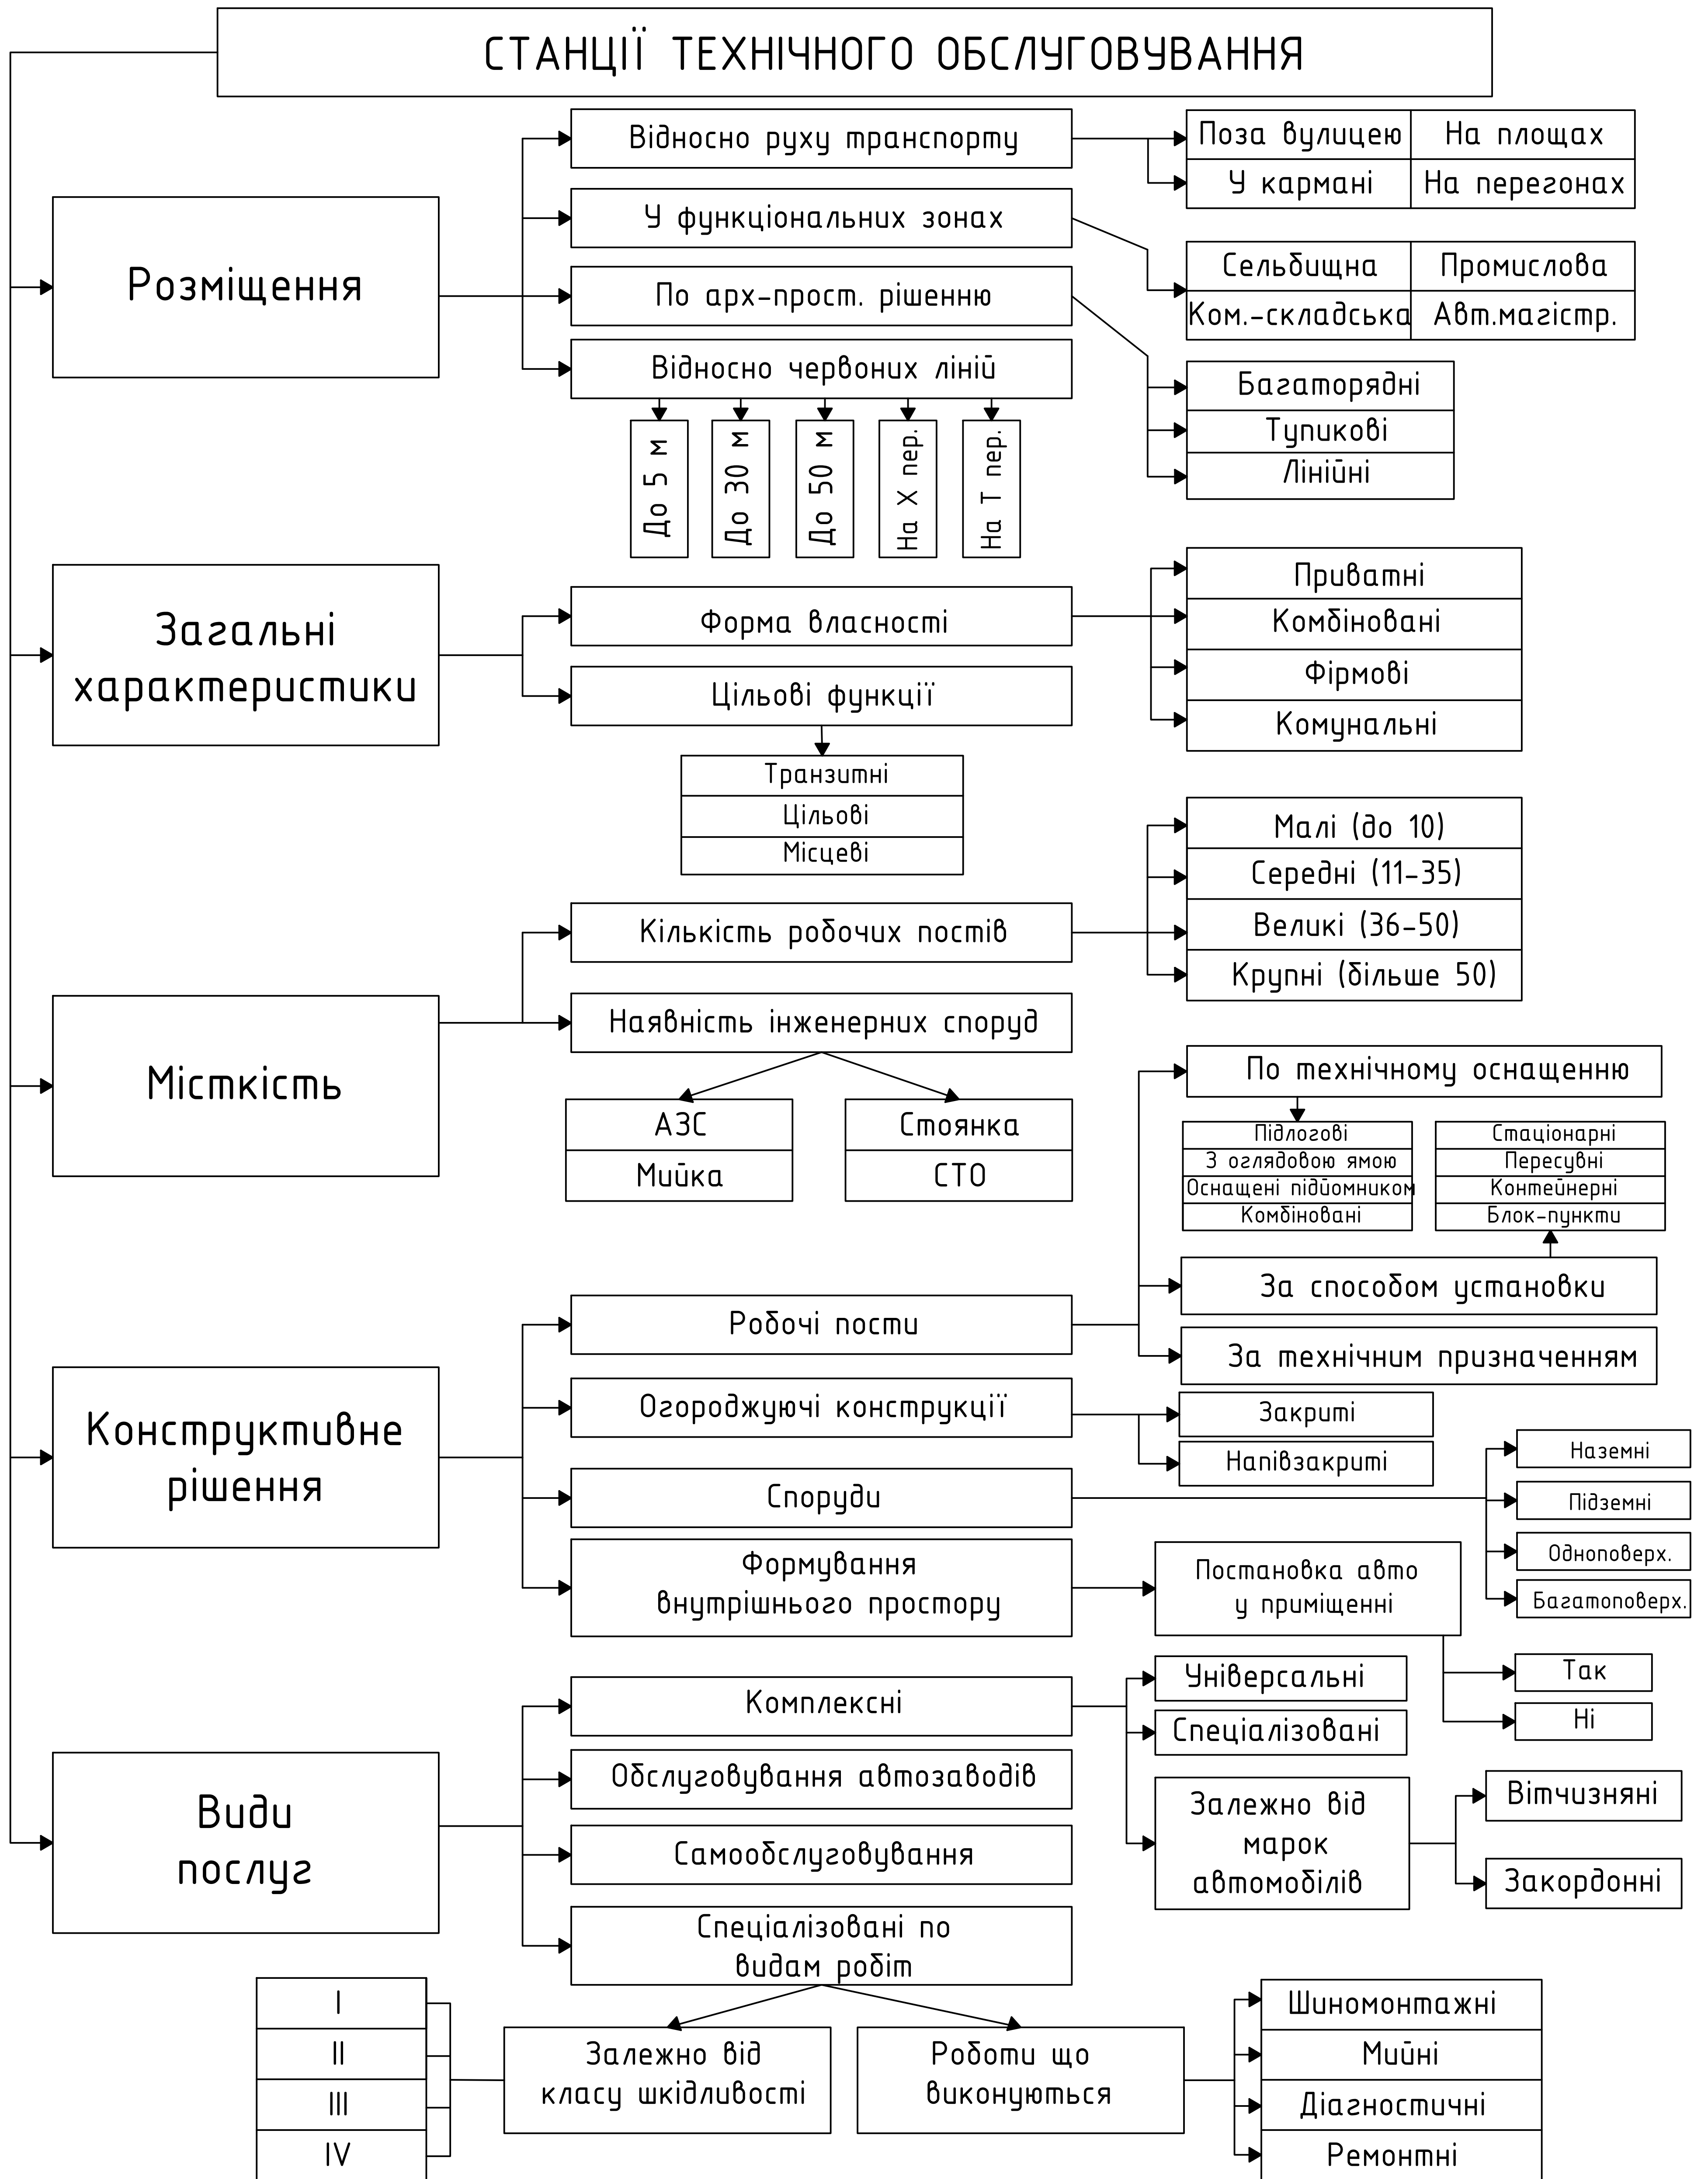 СТАНЦІЇ ТЕХНІЧНОГО ОБСЛУГОВУВАННЯ
Розміщення
Відносно руху транспорту
Поза вулицею
На площах
У кармані
На перегонах
У функціональних зонах
Сельбищна
Промислова
Ком.-складська
Авт.магістр.
По арх-прост. рішенню
Багаторядні
Тупикові
Лінійні
Відносно червоних ліній
До 5 м
До 30 м
До 50 м
На Х пер.
На Т пер.
Загальні
характеристики
Форма власності
Приватні
Комбіновані
Фірмові
Комунальні
Цільові функції
Транзитні
Цільові
Місцеві
Місткість
Кількість робочих постів
Малі (до 10)
Середні (11-35)
Великі (36-50)
Крупні (більше 50)
Наявність інженерних споруд
АЗС
Мийка
Стоянка
СТО
Конструктивне
рішення
Робочі пости
По технічному оснащенню
Підлогові
З оглядовою ямою
Оснащені підйомником
Комбіновані
Стаціонарні
Пересувні
Контейнерні
Блок-пункти
За способом установки
За технічним призначенням
Огороджуючі конструкції
Закриті
Напівзакриті
Споруди
Наземні
Підземні
Одноповерх.
Багатоповерх.
Формування
внутрішнього простору
Постановка авто
у приміщенні
Так
Ні
Види
послуг
Комплексні
Універсальні
Спеціалізовані
Залежно від
марок
автомобілів
Вітчизняні
Закордонні
Обслуговування автозаводів
Самообслуговування
Спеціалізовані по
видам робіт
Залежно від
класу шкідливості
I
II
III
IV
Роботи що
виконуються
Шиномонтажні
Мийні
Діагностичні
Ремонтні